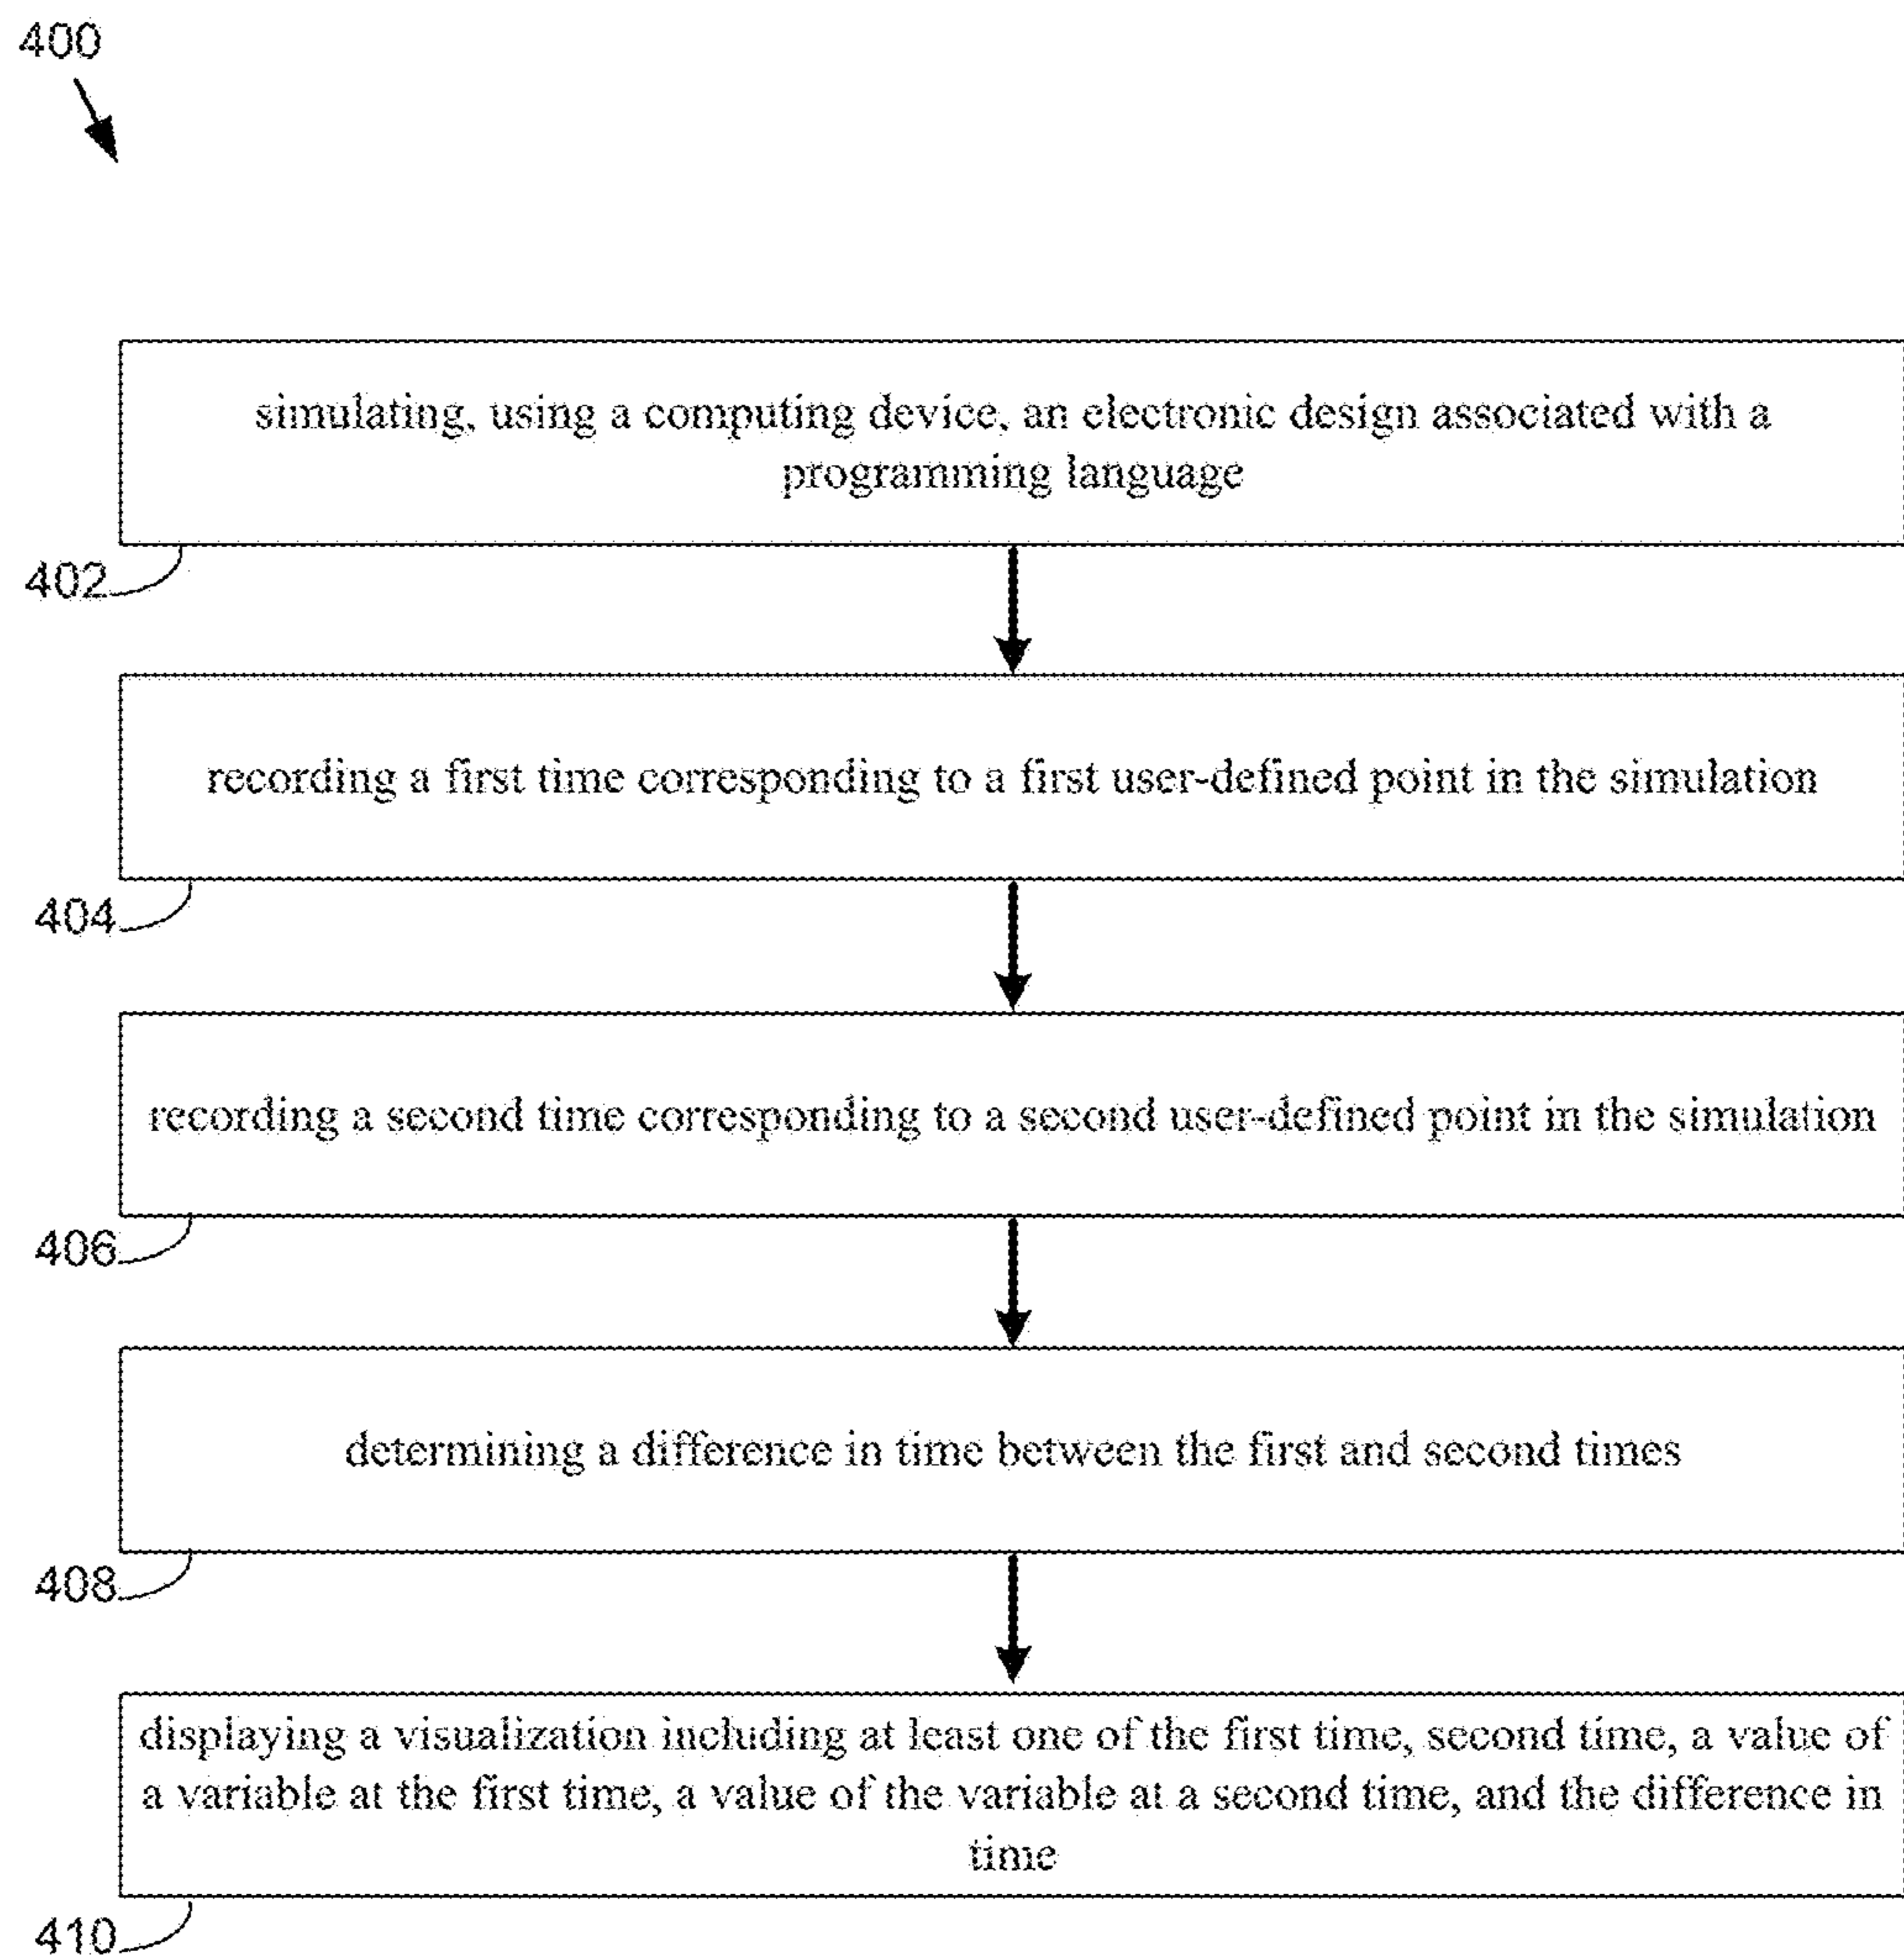 400
simulating, using a computing device, an electronic design associated with a
programming language
402
recording a first time corresponding to a first user-defined point in the simulation
404
recording a second time corresponding to a second user-defined point in the simulation
406
determining a difference in time between the first and second times
408
displaying a visualization including at least one of the first time, second time, a value of
a variable at the first time, a value of the variable at a second time, and the difference in
time
410